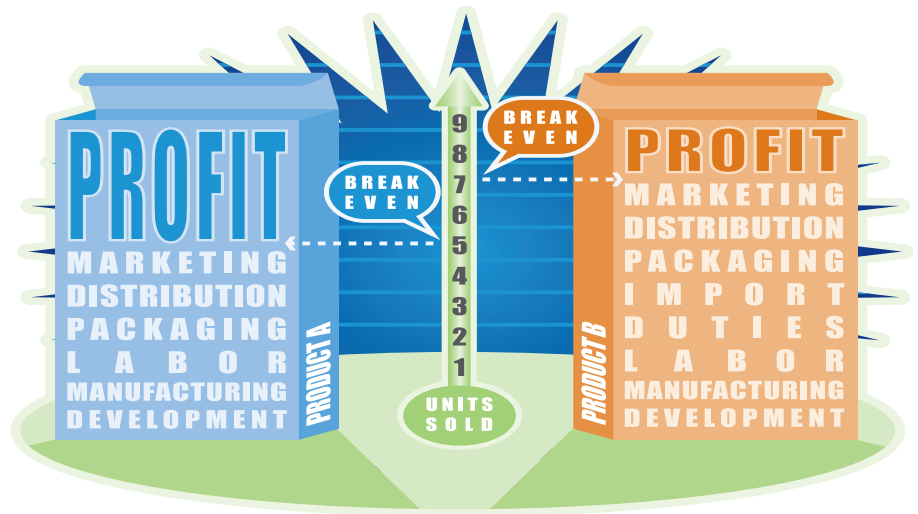 PROFIT
MARKETING
DISTRIBUTION
PACKAGING
LABOR
MANUFACTURING
DEVELOPMENT
PRODUCT A
BREAK
EVEN
9
8
7
6
5
4
3
2
1
UNITS
SOLD
BREAK
EVEN
PRODUCT B
PROFIT
MARKETING
DISTRIBUTION
PACKAGING
IMPORT
DUTIES
LABOR
MANUFACTURING
DEVELOPMENT